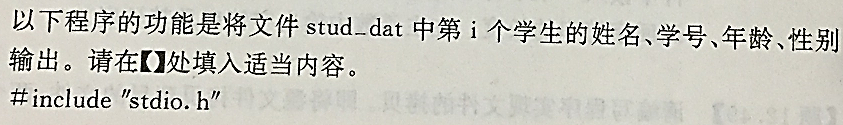 以下程序的功能是将文件 stud_dat 中第 i 个学生的姓名、学号、年龄、性别
输出。请在【】处填入适当内容。
#include "stdio.h"